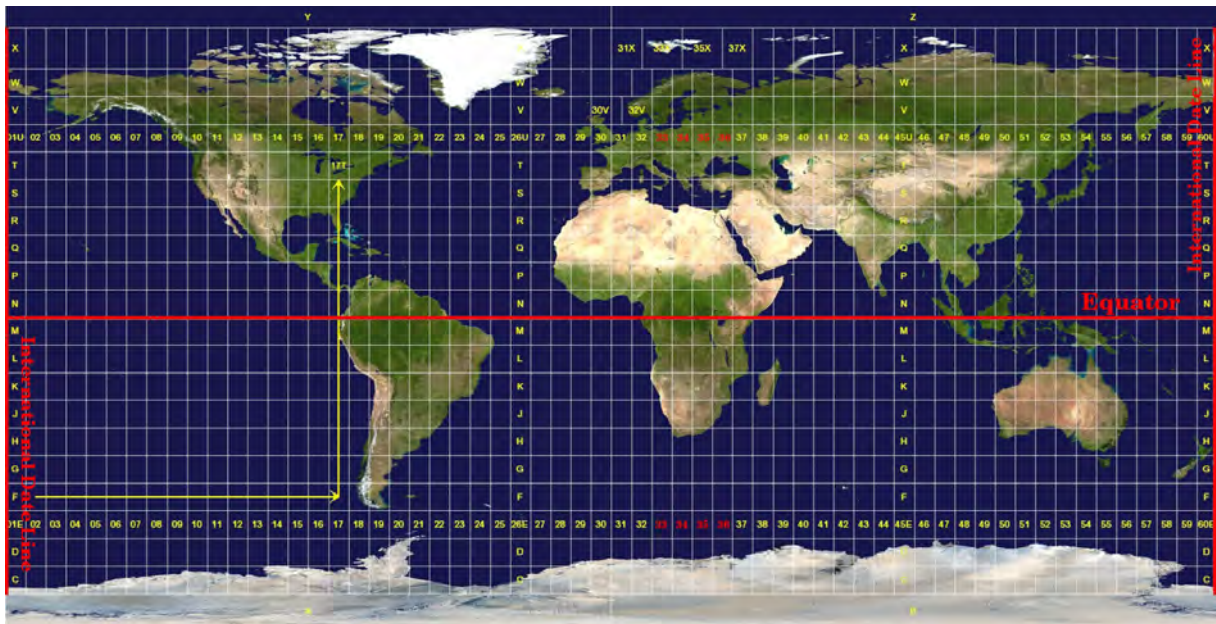 Y Z
X 31X 33X 35X 37X X
W W W W
V 30V 32V V V
01U 02 03 04 05 06 07 08 09 10 11 12 13 14 15 16 17 18 19 20 21 22 23 24 25 26U 27 28 29 30 31 32 33 34 35 36 37 38 39 40 41 42 43 44 45U 46 47 48 49 50 51 52 53 54 55 56 57 58 59 60U
T 17T T T T
S S S S
R R R R
Q Q Q Q
P P P P
N N N N
International Date Line
Equator
M M M M
L L L L
K K K K
J J J J
H H H H
G G G G
F F F F
International Date Line
01E 02 03 04 05 06 07 08 09 10 11 12 13 14 15 16 17 18 19 20 21 22 23 24 25 26E 27 28 29 30 31 32 33 34 35 36 37 38 39 40 41 42 43 44 45E 46 47 48 49 50 51 52 53 54 55 56 57 58 59 60E
D D D
C C
B